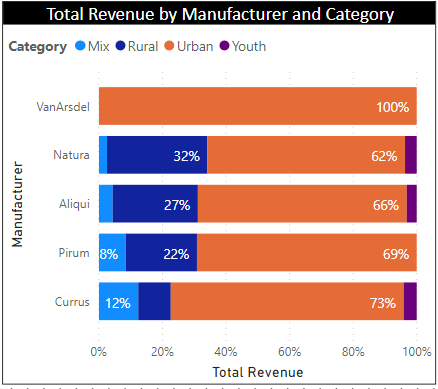 Total Revenue by Manufacturer and Category
Category Mix Rural Urban Youth
Manufacturer
VanArsdel 100%
Natura 32% 62%
Aliqui 27% 66%
Pirum 8% 22% 69%
Currus 12% 73%
0% 20% 40% 60% 80% 100%
Total Revenue